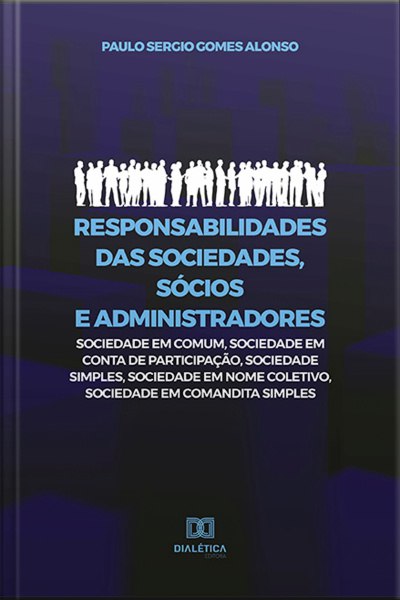 PAULO SERGIO GOMES ALONSO
RESPONSABILIDADES
DAS SOCIEDADES,
SÓCIOS
E ADMINISTRADORES
SOCIEDADE EM COMUM, SOCIEDADE EM
CONTA DE PARTICIPAÇÃO, SOCIEDADE
SIMPLES, SOCIEDADE EM NOME COLETIVO,
SOCIEDADE EM COMANDITA SIMPLES
DIALÉTICA
EDITORA